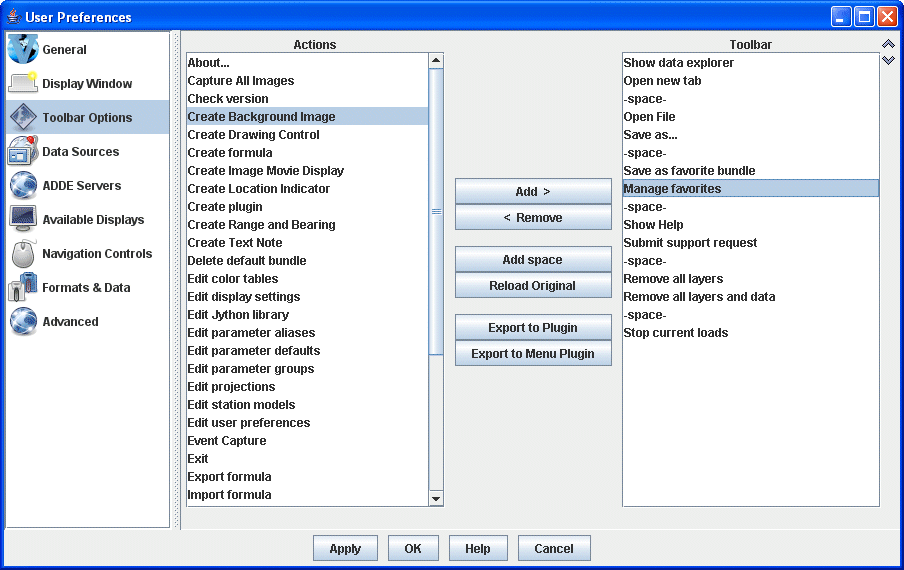 User Preferences
General
Display Window
Toolbar Options
Data Sources
ADDE Servers
Available Displays
Navigation Controls
Formats & Data
Advanced
Actions
About...
Capture All Images
Check version
Create Background Image
Create Drawing Control
Create formula
Create Image Movie Display
Create Location Indicator
Create plugin
Create Range and Bearing
Create Text Note
Delete default bundle
Edit color tables
Edit display settings
Edit Jython library
Edit parameter aliases
Edit parameter defaults
Edit parameter groups
Edit projections
Edit station models
Edit user preferences
Event Capture
Exit
Export formula
Import formula
Add >
< Remove
Add space
Reload Original
Export to Plugin
Export to Menu Plugin
Toolbar
Show data explorer
Open new tab
-space-
Open File
Save as...
-space-
Save as favorite bundle
Manage favorites
-space-
Show Help
Submit support request
-space-
Remove all layers
Remove all layers and data
-space-
Stop current loads
Apply
OK
Help
Cancel